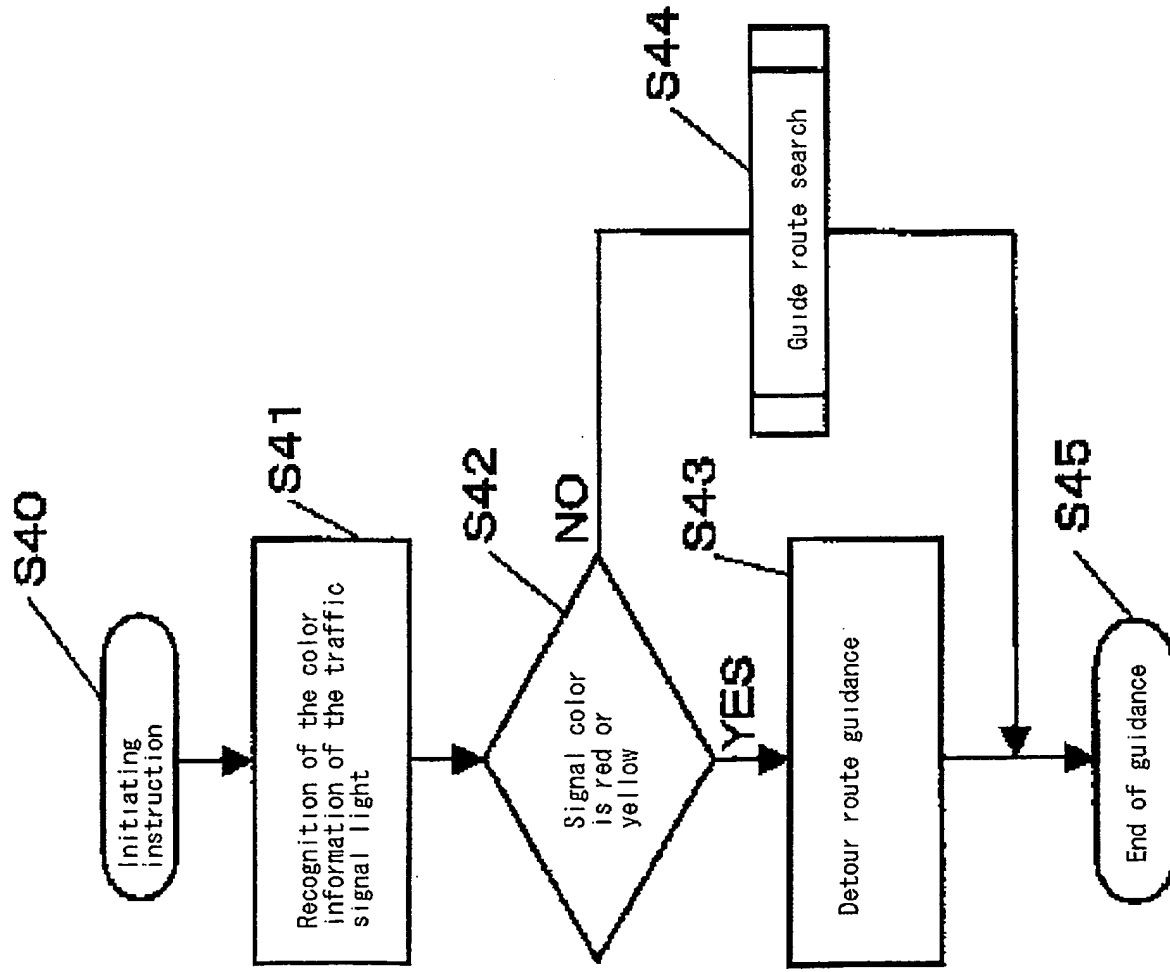 S40
Initiating
instruction
S41
Recognition of the color
information of the traffic
signal light
S42
Signal color
is red or
yellow
NO
YES
S43
Detour route guidance
S44
Guide route search
S45
End of guidance